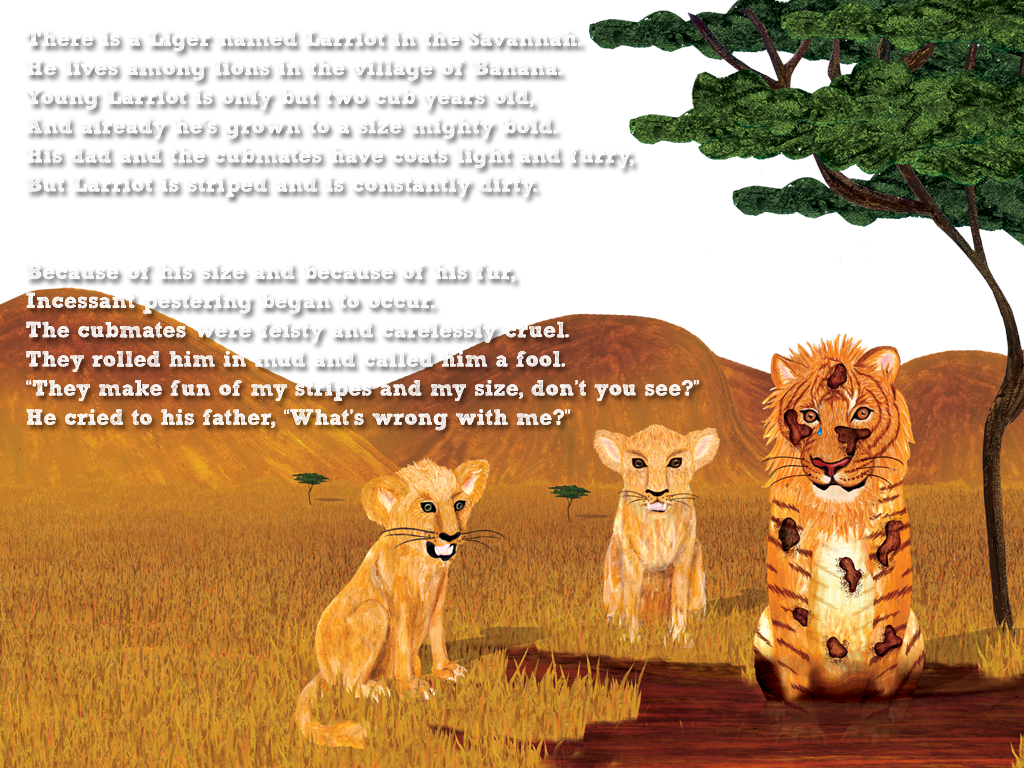 There is a Liger named Larriot in the Savannah.
He lives among lions in the village of Banana.
Young Larriot is only but two cub years old,
And already he's grown to a size mighty bold.
His dad and the cubmates have coats light and furry,
But Larriot is striped and is constantly dirty.
Because of his size and because of his fur,
Incessant pestering began to occur.
The cubmates were feisty and carelessly cruel.
They rolled him in mud and called him a fool.
“They make fun of my stripes and my size, don't you see?”
He cried to his father, “What's wrong with me?”